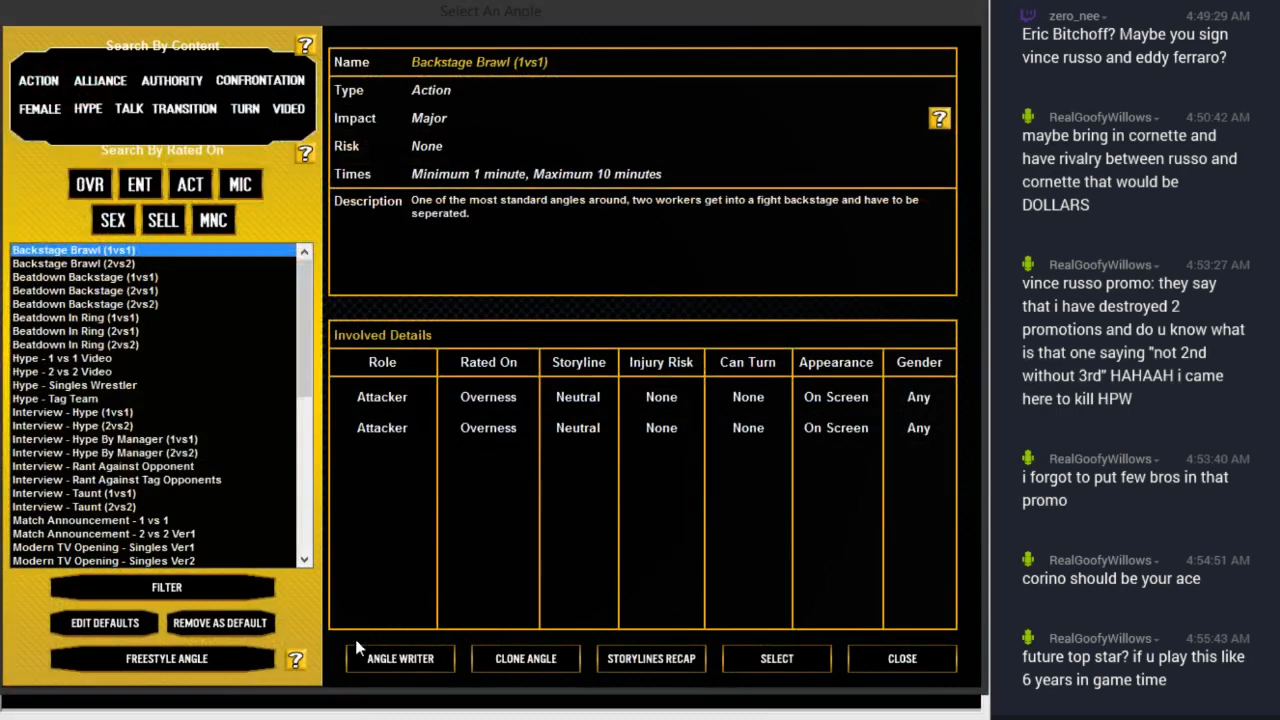 Select An Angle
Search By Content
?
ACTION ALLIANCE AUTHORITY CONFRONTATION
FEMALE HYPE TALK TRANSITION TURN VIDEO
Search By Rated On
?
OVR ENT ACT MIC
SEX SELL MNC
Backstage Brawl (1vs1)
Backstage Brawl (2vs2)
Beatdown Backstage (1vs1)
Beatdown Backstage (2vs1)
Beatdown Backstage (2vs2)
Beatdown In Ring (1vs1)
Beatdown In Ring (2vs1)
Beatdown In Ring (2vs2)
Hype - 1 vs 1 Video
Hype - 2 vs 2 Video
Hype - Singles Wrestler
Hype - Tag Team
Interview - Hype (1vs1)
Interview - Hype (2vs2)
Interview - Hype By Manager (1vs1)
Interview - Hype By Manager (2vs2)
Interview - Rant Against Opponent
Interview - Rant Against Tag Opponents
Interview - Taunt (1vs1)
Interview - Taunt (2vs2)
Match Announcement - 1 vs 1
Match Announcement - 2 vs 2 Ver1
Modern TV Opening - Singles Ver1
Modern TV Opening - Singles Ver2
FILTER
EDIT DEFAULTS REMOVE AS DEFAULT
FREESTYLE ANGLE ?
Name Backstage Brawl (1vs1)
Type Action
Impact Major ?
Risk None
Times Minimum 1 minute, Maximum 10 minutes
Description One of the most standard angles around, two workers get into a fight backstage and have to be
seperated.
Involved Details
Role Rated On Storyline Injury Risk Can Turn Appearance Gender
Attacker Overness Neutral None None On Screen Any
Attacker Overness Neutral None None On Screen Any
ANGLE WRITER CLONE ANGLE STORYLINES RECAP SELECT CLOSE
zero_nee 4:49:29 AM
Eric Bitchoff? Maybe you sign
vince russo and eddy ferraro?
RealGoofyWillows 4:50:42 AM
maybe bring in cornette and
have rivalry between russo and
cornette that would be
DOLLARS
RealGoofyWillows 4:53:27 AM
vince russo promo: they say
that i have destroyed 2
promotions and do u know what
is that one saying "not 2nd
without 3rd" HAHAAH i came
here to kill HPW
RealGoofyWillows 4:53:40 AM
i forgot to put few bros in that
promo
RealGoofyWillows 4:54:51 AM
corino should be your ace
RealGoofyWillows 4:55:43 AM
future top star? if u play this like
6 years in game time